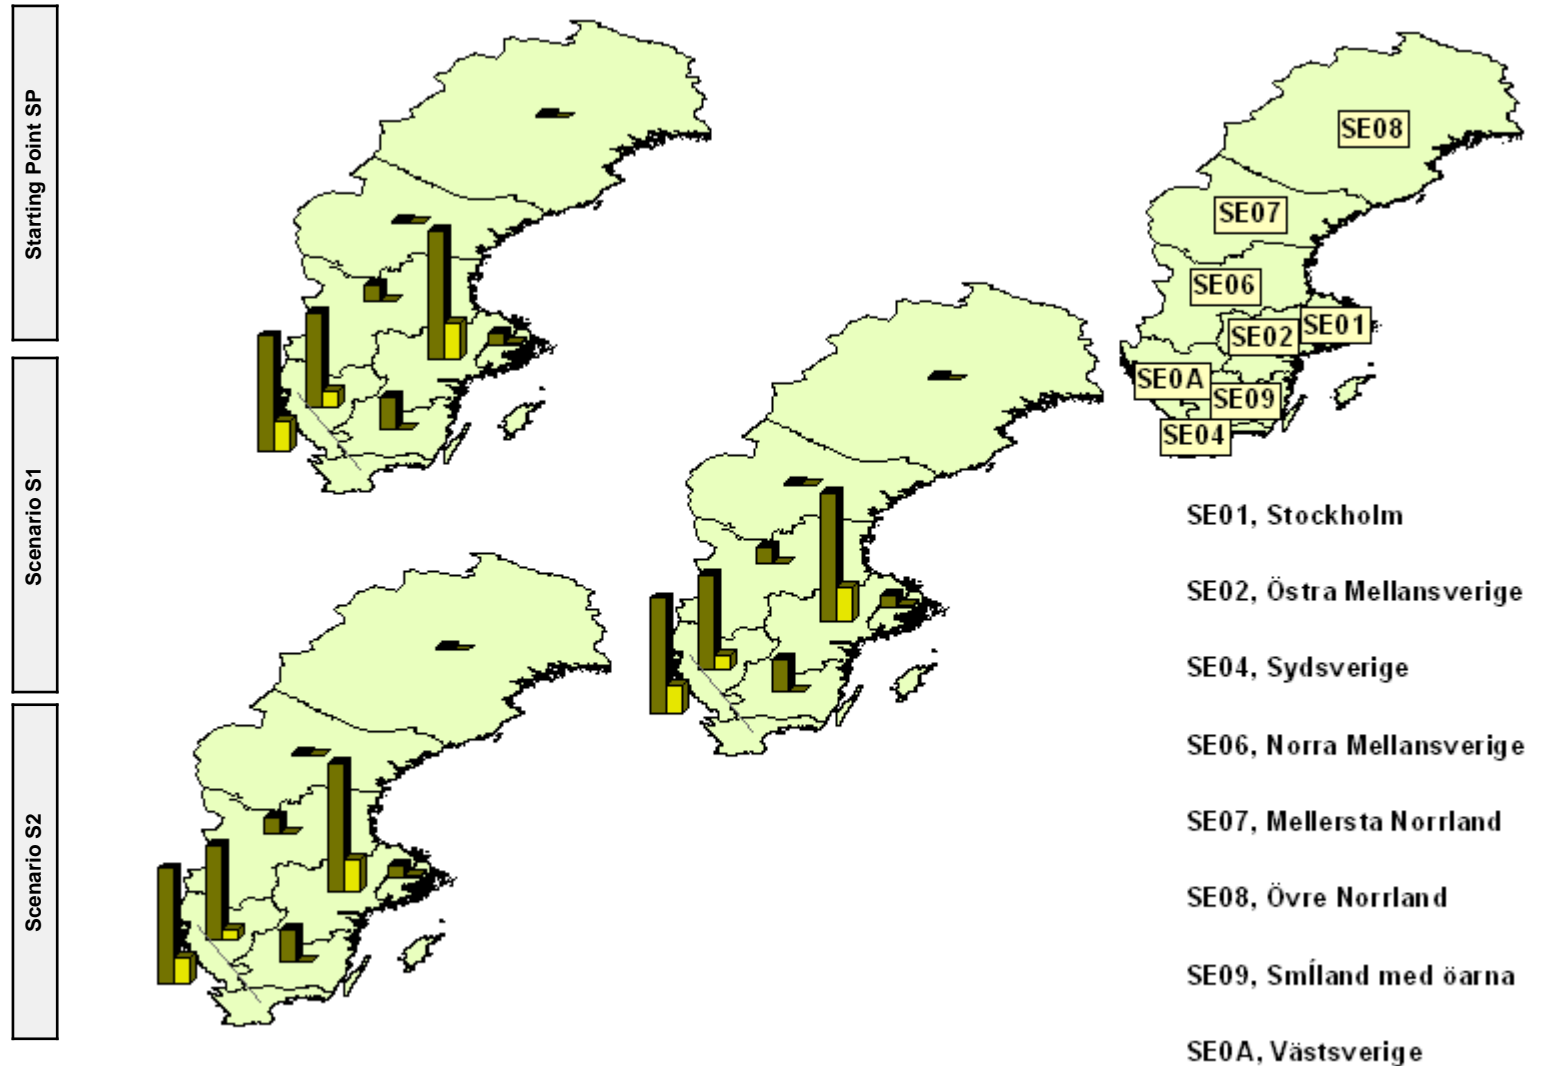 Starting Point SP
Scenario S1
Scenario S2
SE08
SE07
SE06
SE01
SE02
SE0A
SE09
SE04
SE01, Stockholm
SE02, Östra Mellansverige
SE04, Sydsverige
SE06, Norra Mellansverige
SE07, Mellersta Norrland
SE08, Övre Norrland
SE09, SmÍland med öarna
SE0A, Västsverige